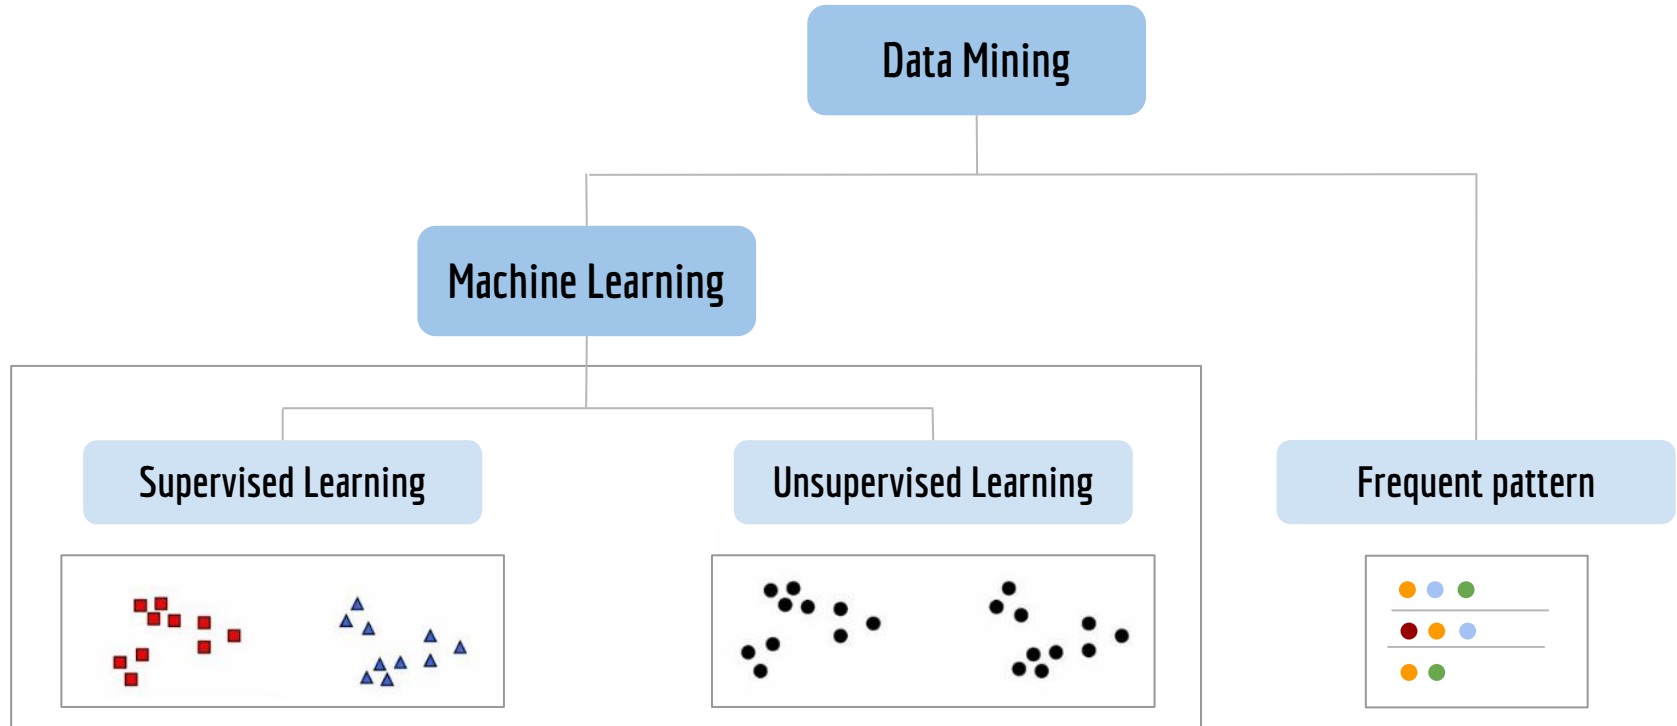 Data Mining
Machine Learning
Supervised Learning
Unsupervised Learning
Frequent pattern